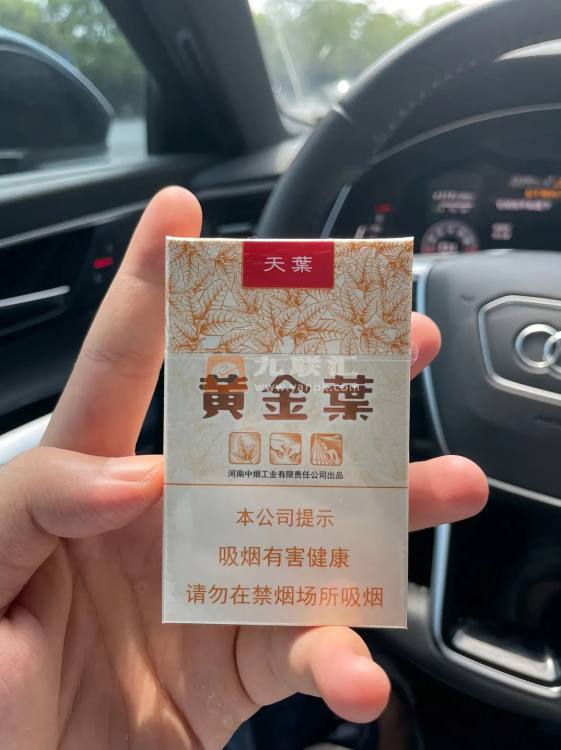 天葉
九联汇
www.yanpk.com
黄金葉
河南中烟工业有限责任公司出品
本公司提示
吸烟有害健康
请勿在禁烟场所吸烟